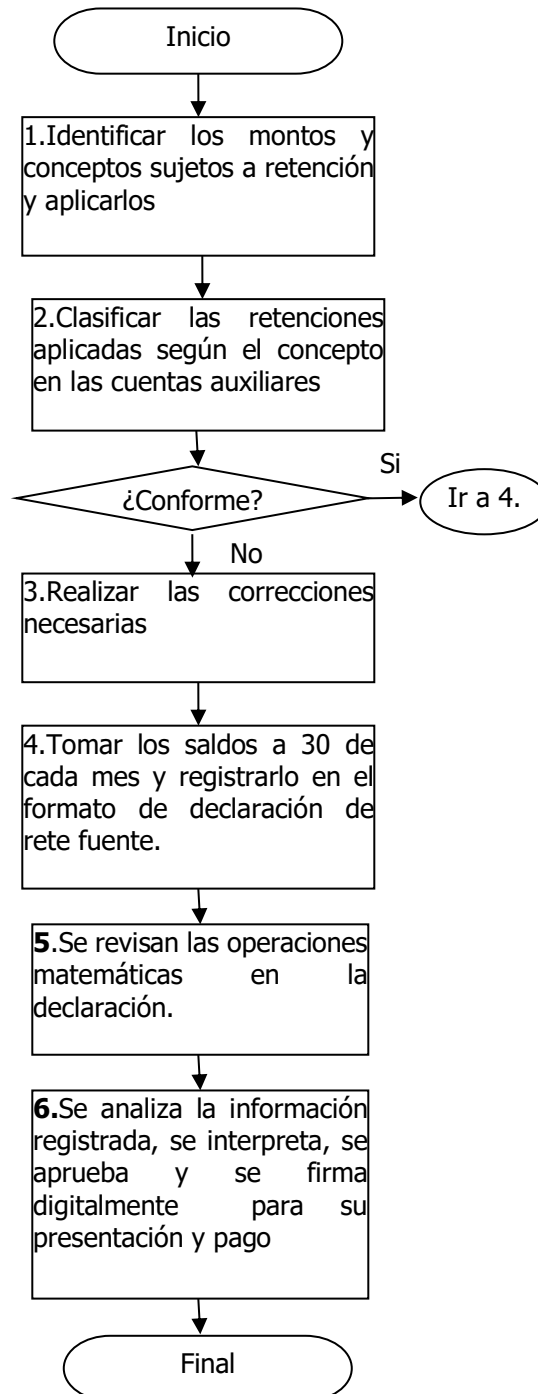 Inicio
1.Identificar los montos y
conceptos sujetos a retención
y aplicarlos
2.Clasificar las retenciones
aplicadas según el concepto
en las cuentas auxiliares
Si
¿Conforme?
Ir a 4.
No
3.Realizar las correcciones
necesarias
4.Tomar los saldos a 30 de
cada mes y registrarlo en el
formato de declaración de
rete fuente.
5.Se revisan las operaciones
matemáticas en la
declaración.
6.Se analiza la información
registrada, se interpreta, se
aprueba y se firma
digitalmente para su
presentación y pago
Final